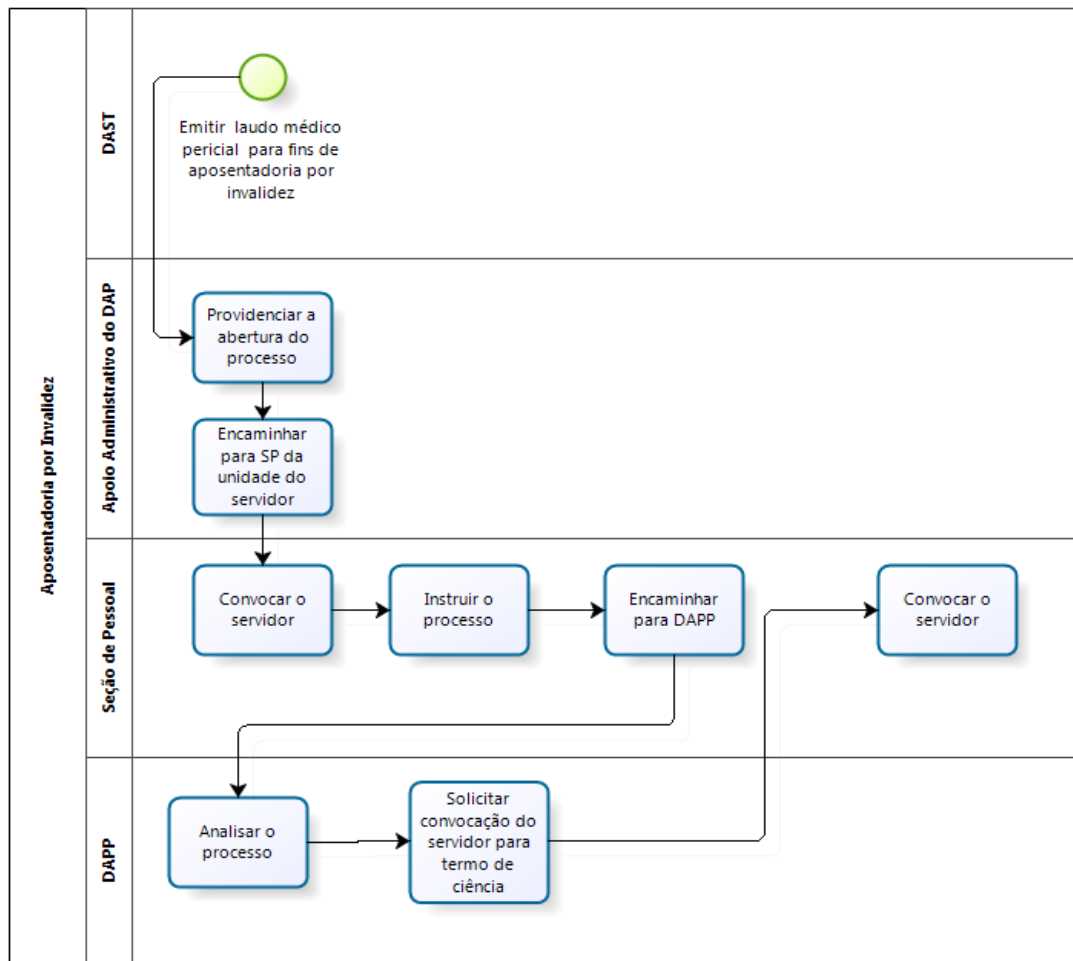 Aposentadoria por Invalidez
DAST
Emitir laudo médico
pericial para fins de
aposentadoria por
invalidez
Apoio Administrativo do DAP
Providenciar a
abertura do
processo
Encaminhar
para SP da
unidade do
servidor
Seção de Pessoal
Convocar o
servidor
Instruir o
processo
Encaminhar
para DAPP
Convocar o
servidor
DAPP
Analisar o
processo
Solicitar
convocação do
servidor para
termo de
ciência